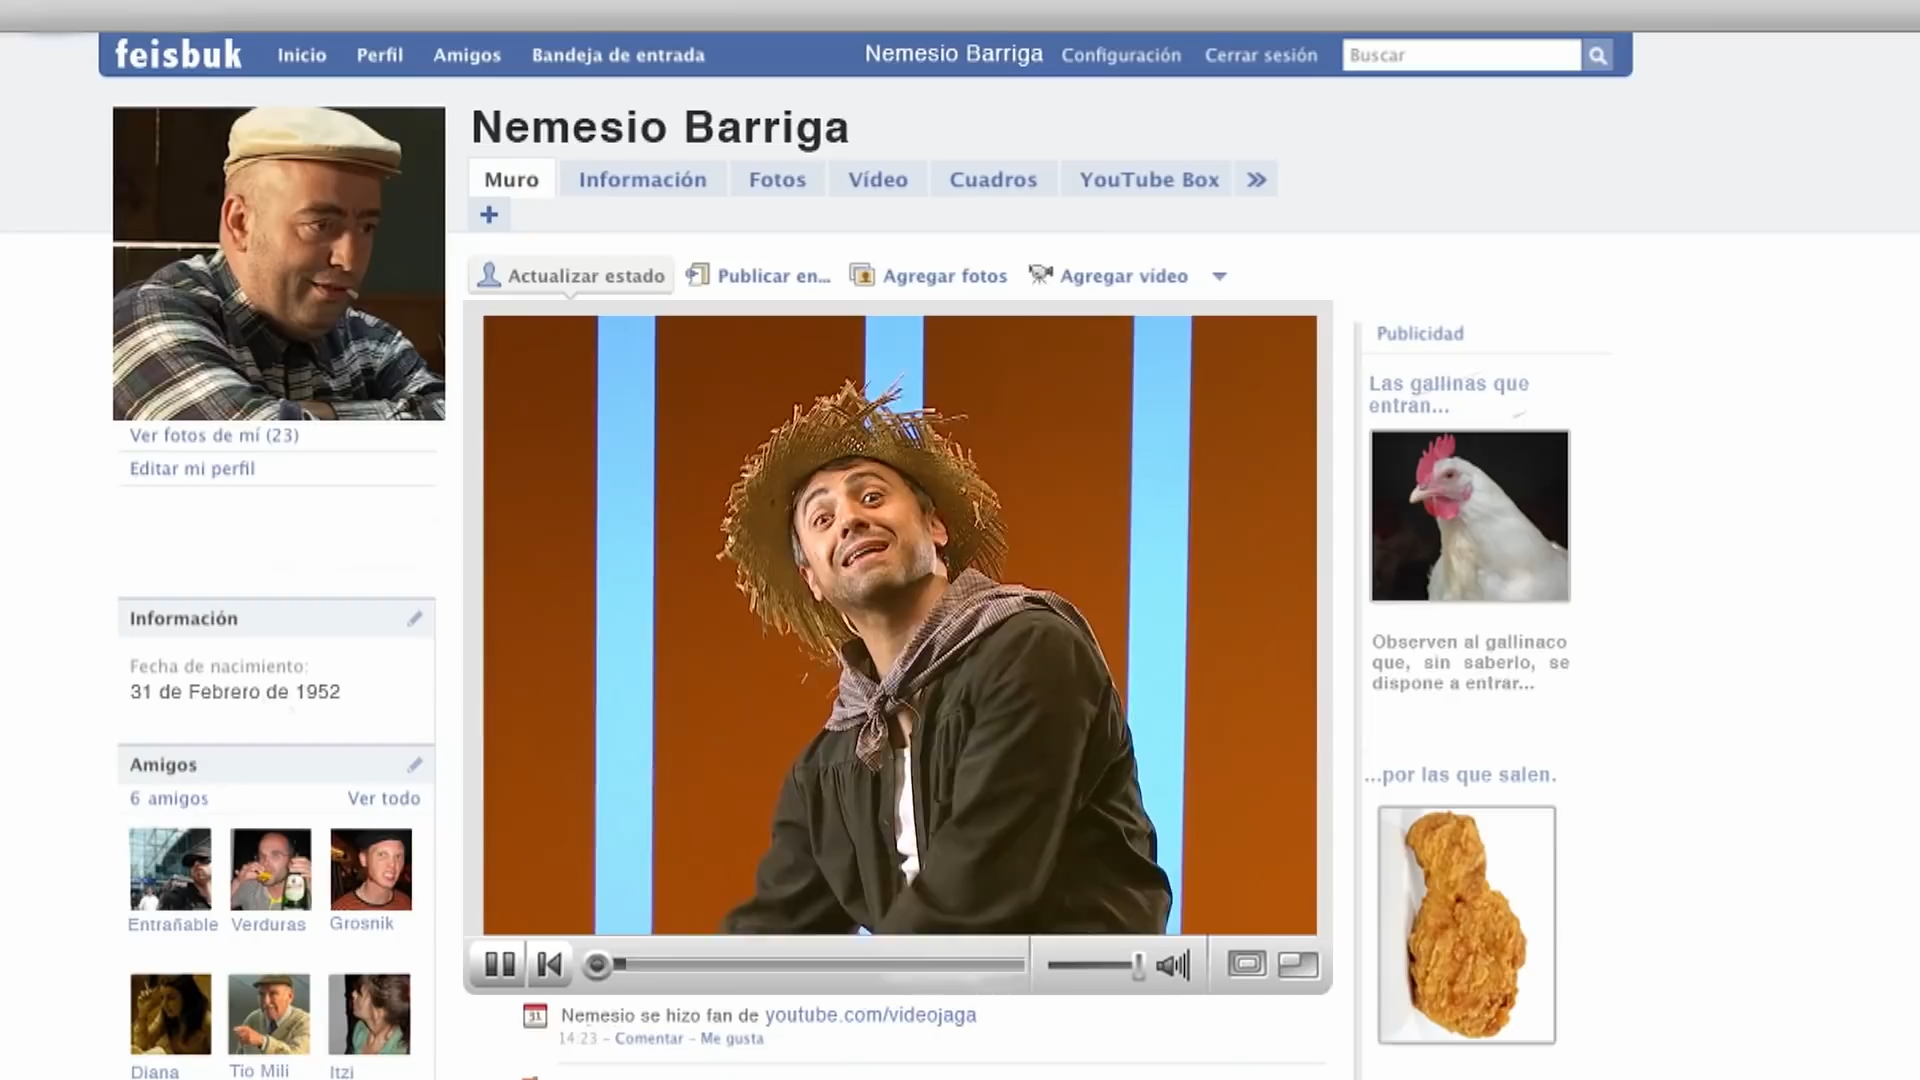 feisbuk Inicio Perfil Amigos Bandeja de entrada Nemesio Barriga Configuración Cerrar sesión Buscar
Nemesio Barriga
Muro Información Fotos Vídeo Cuadros YouTube Box »
+
Actualizar estado Publicar en... Agregar fotos Agregar vídeo
Ver fotos de mí (23)
Editar mi perfil
Información
Fecha de nacimiento:
31 de Febrero de 1952
Amigos
6 amigos Ver todo
Entrañable Verduras Grosnik
Diana Tío Mili Itzi
31 Nemesio se hizo fan de youtube.com/videojaga
14:23 - Comentar - Me gusta
Publicidad
Las gallinas que
entran...
Observen al gallinaco
que, sin saberlo, se
dispone a entrar...
...por las que salen.